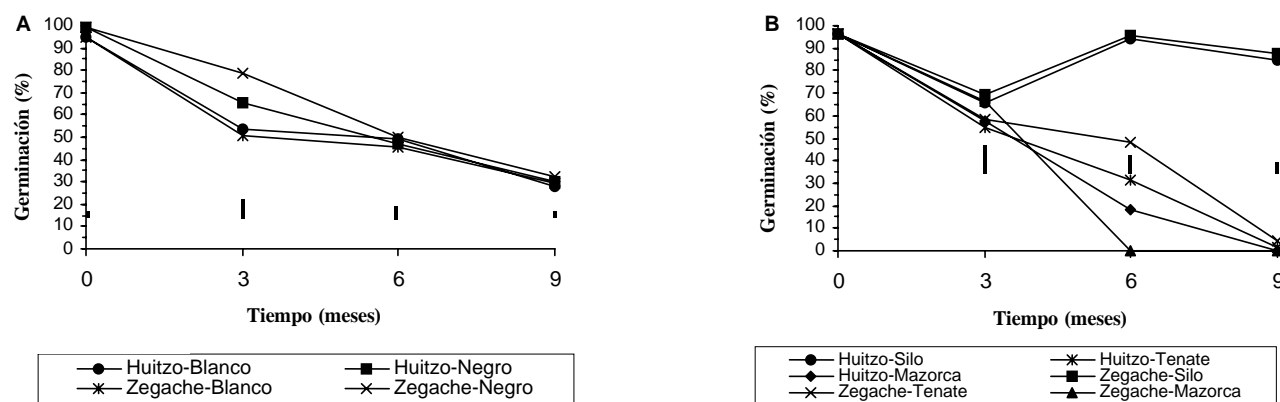 A
100
90
80
70
60
50
40
30
20
10
0
Germinación (%)
0 3 6 9
Tiempo (meses)
Huitzo-Blanco Huitzo-Negro
Zegache-Blanco Zegache-Negro
B
100
90
80
70
60
50
40
30
20
10
0
Germinación (%)
0 3 6 9
Tiempo (meses)
Huitzo-Silo Huitzo-Tenate
Huitzo-Mazorca Zegache-Silo
Zegache-Tenate Zegache-Mazorca